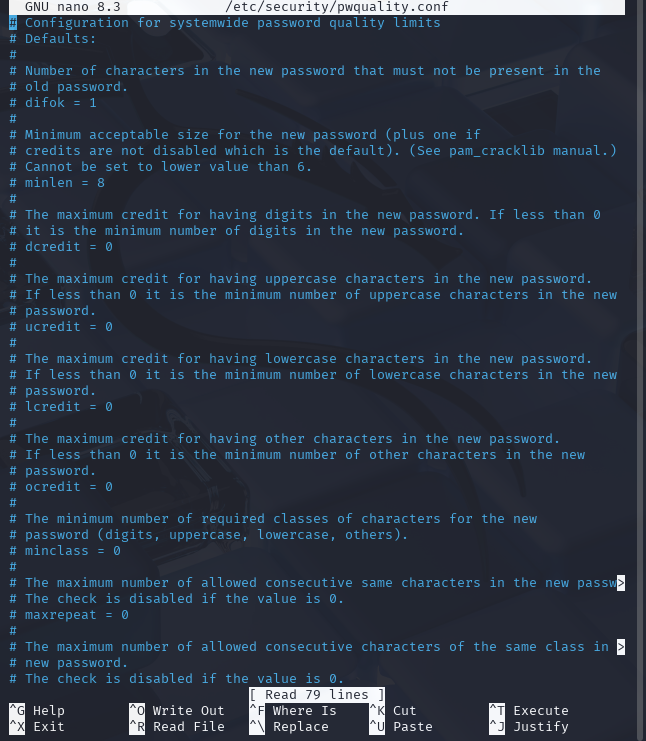 GNU nano 8.3 /etc/security/pwquality.conf
# Configuration for systemwide password quality limits
# Defaults:
#
# Number of characters in the new password that must not be present in the
# old password.
# difok = 1
#
# Minimum acceptable size for the new password (plus one if
# credits are not disabled which is the default). (See pam_cracklib manual.)
# Cannot be set to lower value than 6.
# minlen = 8
#
# The maximum credit for having digits in the new password. If less than 0
# it is the minimum number of digits in the new password.
# dcredit = 0
#
# The maximum credit for having uppercase characters in the new password.
# If less than 0 it is the minimum number of uppercase characters in the new
# password.
# ucredit = 0
#
# The maximum credit for having lowercase characters in the new password.
# If less than 0 it is the minimum number of lowercase characters in the new
# password.
# lcredit = 0
#
# The maximum credit for having other characters in the new password.
# If less than 0 it is the minimum number of other characters in the new
# password.
# ocredit = 0
#
# The minimum number of required classes of characters for the new
# password (digits, uppercase, lowercase, others).
# minclass = 0
#
# The maximum number of allowed consecutive same characters in the new passw>
# The check is disabled if the value is 0.
# maxrepeat = 0
#
# The maximum number of allowed consecutive characters of the same class in >
# new password.
# The check is disabled if the value is 0.
[ Read 79 lines ]
^G Help ^O Write Out ^F Where Is ^K Cut ^T Execute
^X Exit ^R Read File ^\ Replace ^U Paste ^J Justify